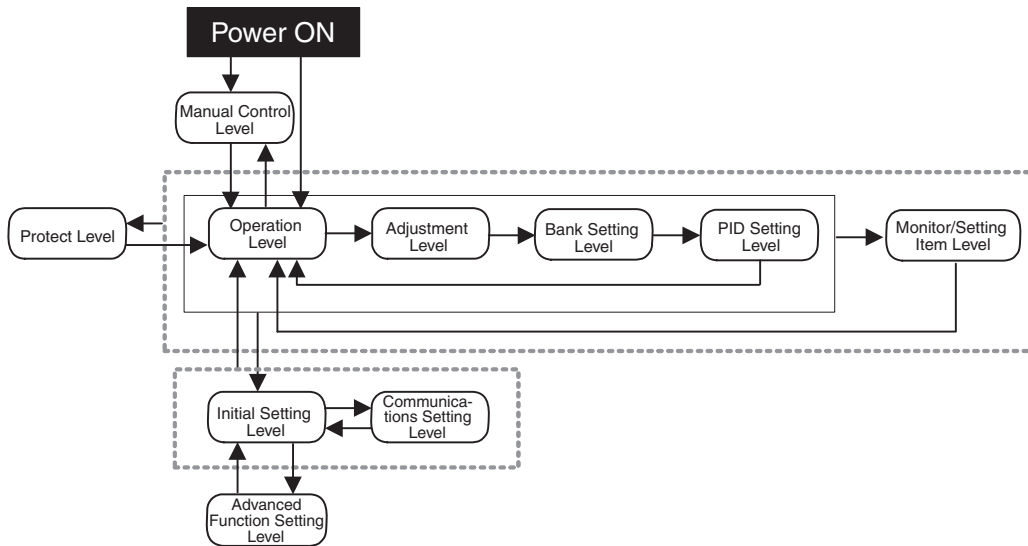 Power ON
Manual Control
Level
Protect Level
Operation
Level
Adjustment
Level
Bank Setting
Level
PID Setting
Level
Monitor/Setting
Item Level
Initial Setting
Level
Communica-
tions Setting
Level
Advanced
Function Setting
Level